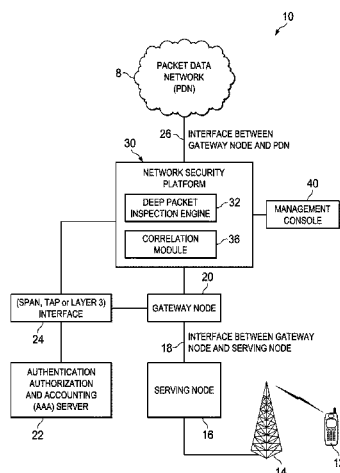 10
8
PACKET DATA
NETWORK
(PDN)
26
INTERFACE BETWEEN
GATEWAY NODE AND PDN
30
NETWORK SECURITY
PLATFORM
DEEP PACKET
INSPECTION ENGINE
32
CORRELATION
MODULE
36
40
MANAGEMENT
CONSOLE
20
(SPAN, TAP or LAYER 3)
INTERFACE
24
GATEWAY NODE
18
INTERFACE BETWEEN GATEWAY
NODE AND SERVING NODE
AUTHENTICATION
AUTHORIZATION
AND ACCOUNTING
(AAA) SERVER
22
SERVING NODE
16
14